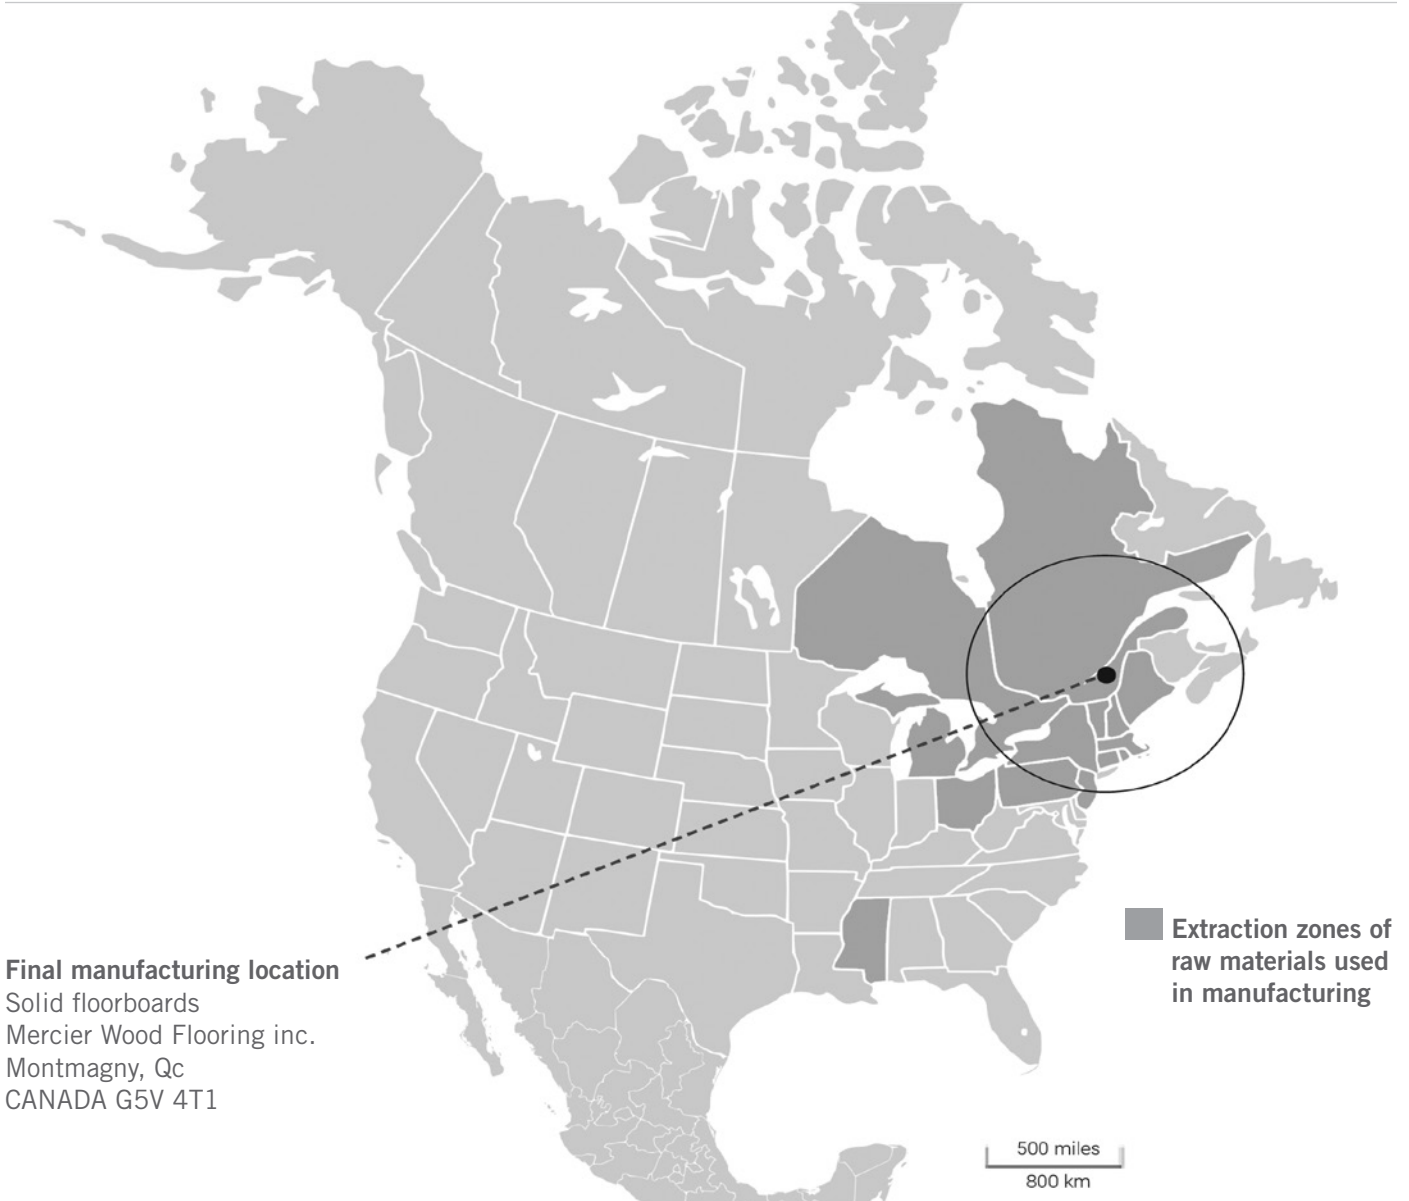 Final manufacturing location
Solid floorboards
Mercier Wood Flooring inc.
Montmagny, Qc
CANADA G5V 4T1
Extraction zones of
raw materials used
in manufacturing
500 miles
800 km